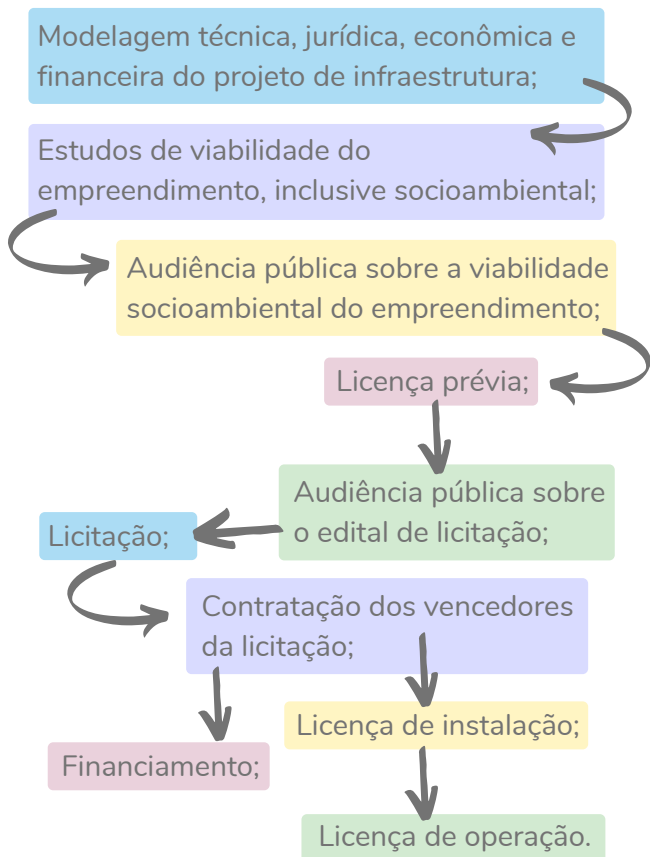 Modelagem técnica, jurídica, econômica e
financeira do projeto de infraestrutura;
Estudos de viabilidade do
empreendimento, inclusive socioambiental;
Audiência pública sobre a viabilidade
socioambiental do empreendimento;
Licença prévia;
Audiência pública sobre
o edital de licitação;
Licitação;
Contratação dos vencedores
da licitação;
Licença de instalação;
Financiamento;
Licença de operação.